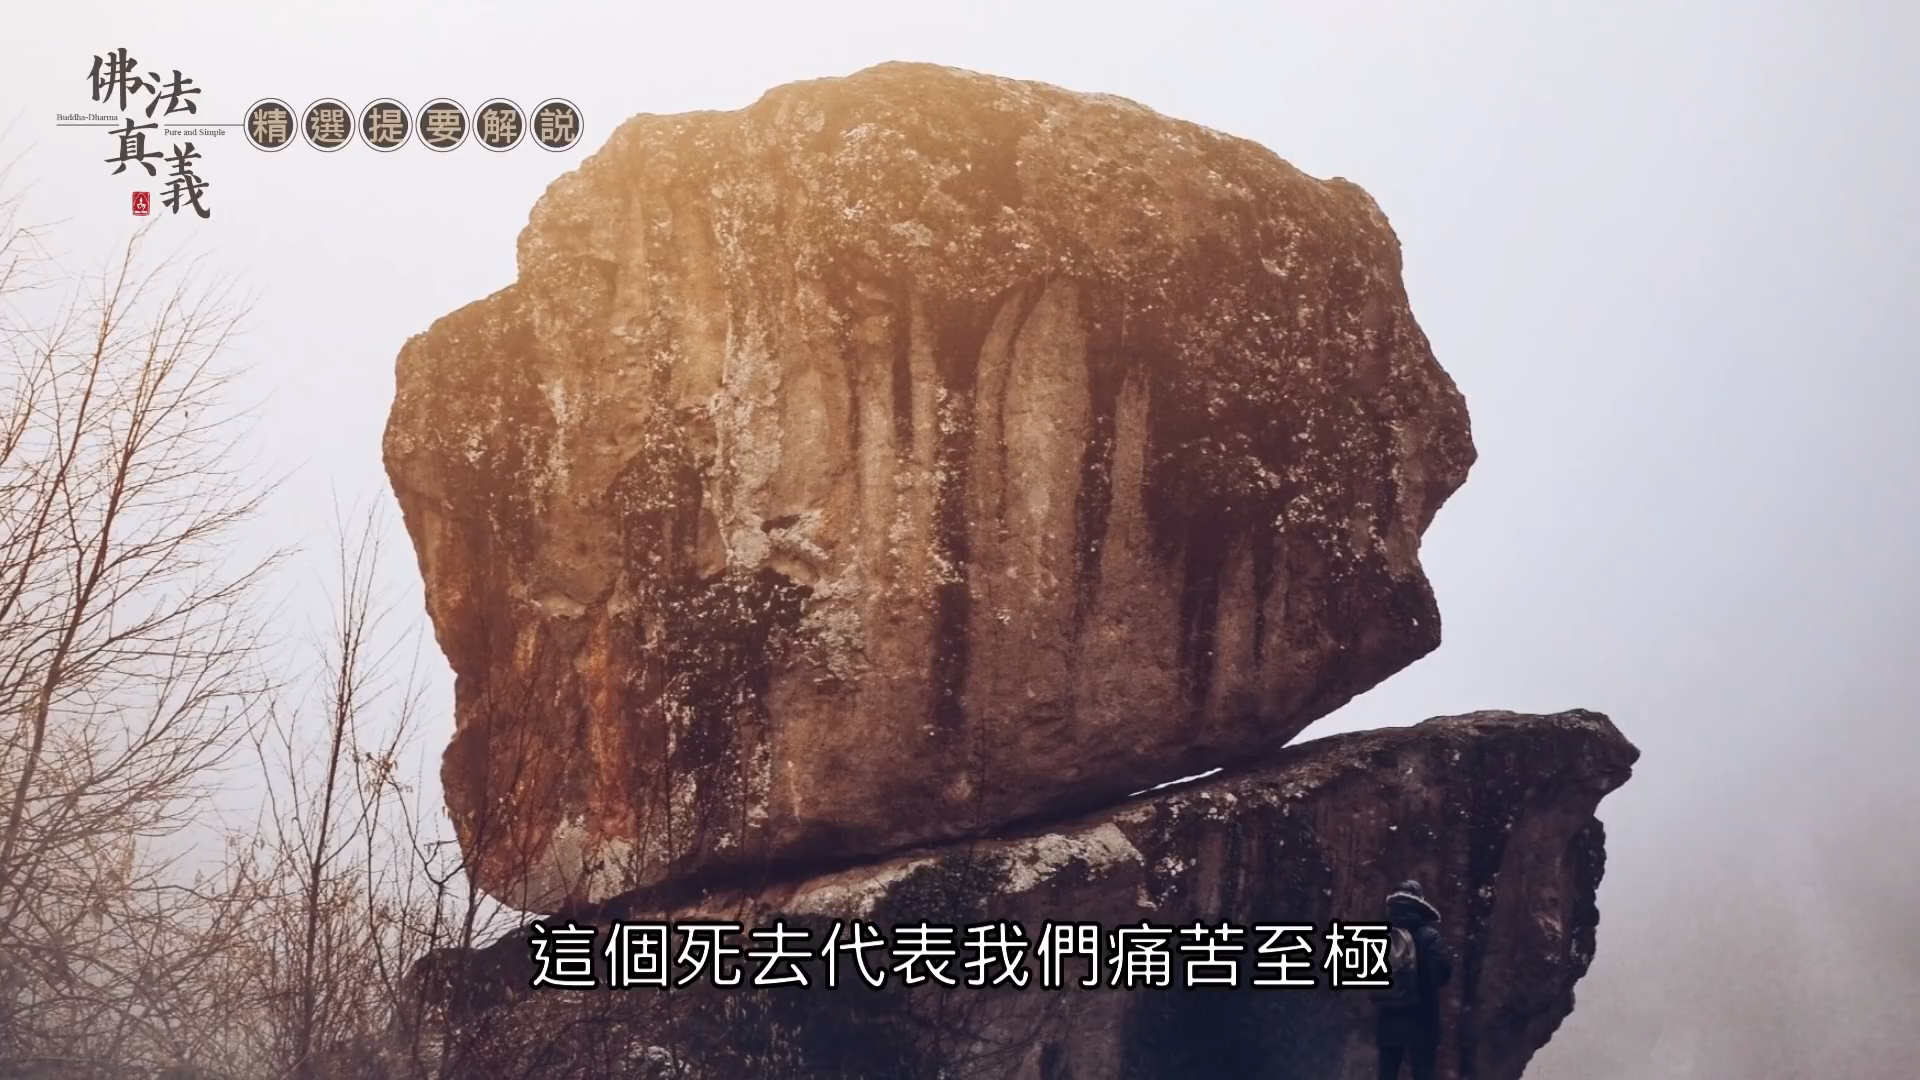 佛法真義
Buddha-Dharma
Pure and Simple
精選提要解說
這個死去代表我們痛苦至極